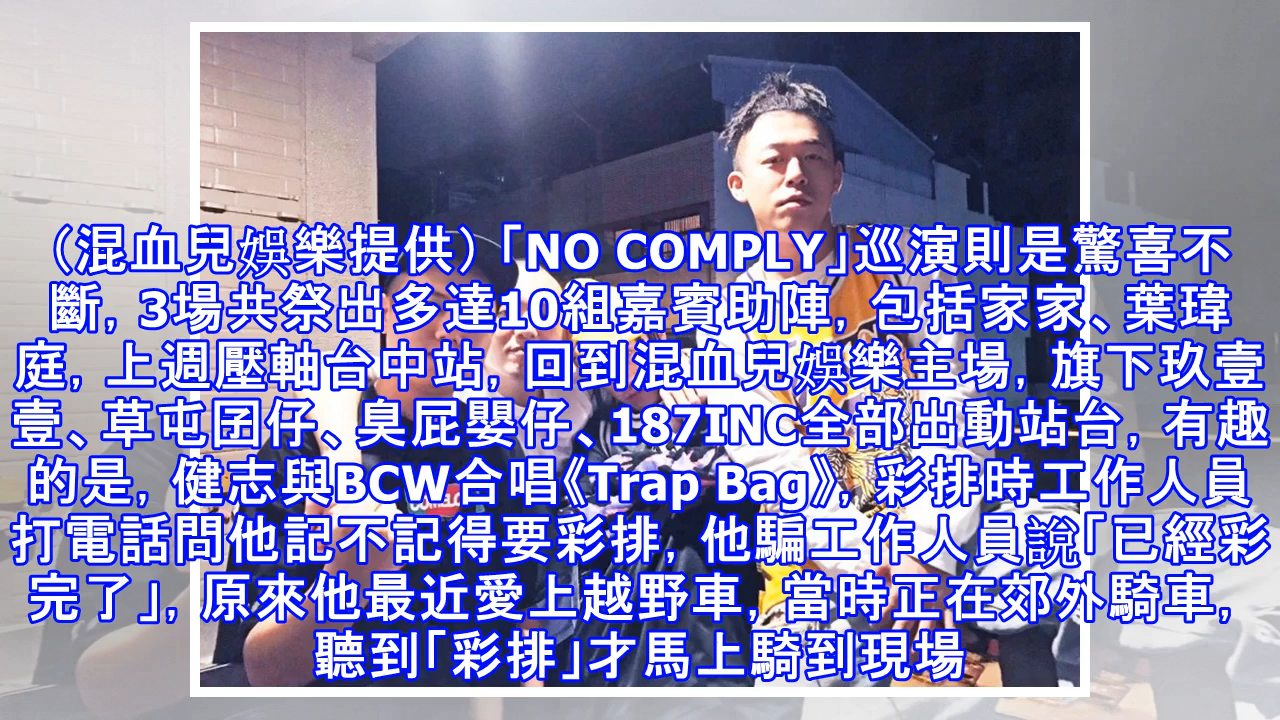 （混血兒娛樂提供）「NO COMPLY」巡演則是驚喜不
斷, 3場共祭出多達10組嘉賓助陣, 包括家家、葉瑋
庭, 上週壓軸台中站, 回到混血兒娛樂主場, 旗下玖壹
壹、草屯囝仔、臭屁嬰仔、187INC全部出動站台, 有趣
的是, 健志與BCW合唱《Trap Bag》, 彩排時工作人員
打電話問他記不記得要彩排, 他騙工作人員說「已經彩
完了」, 原來他最近愛上越野車, 當時正在郊外騎車,
聽到「彩排」才馬上騎到現場